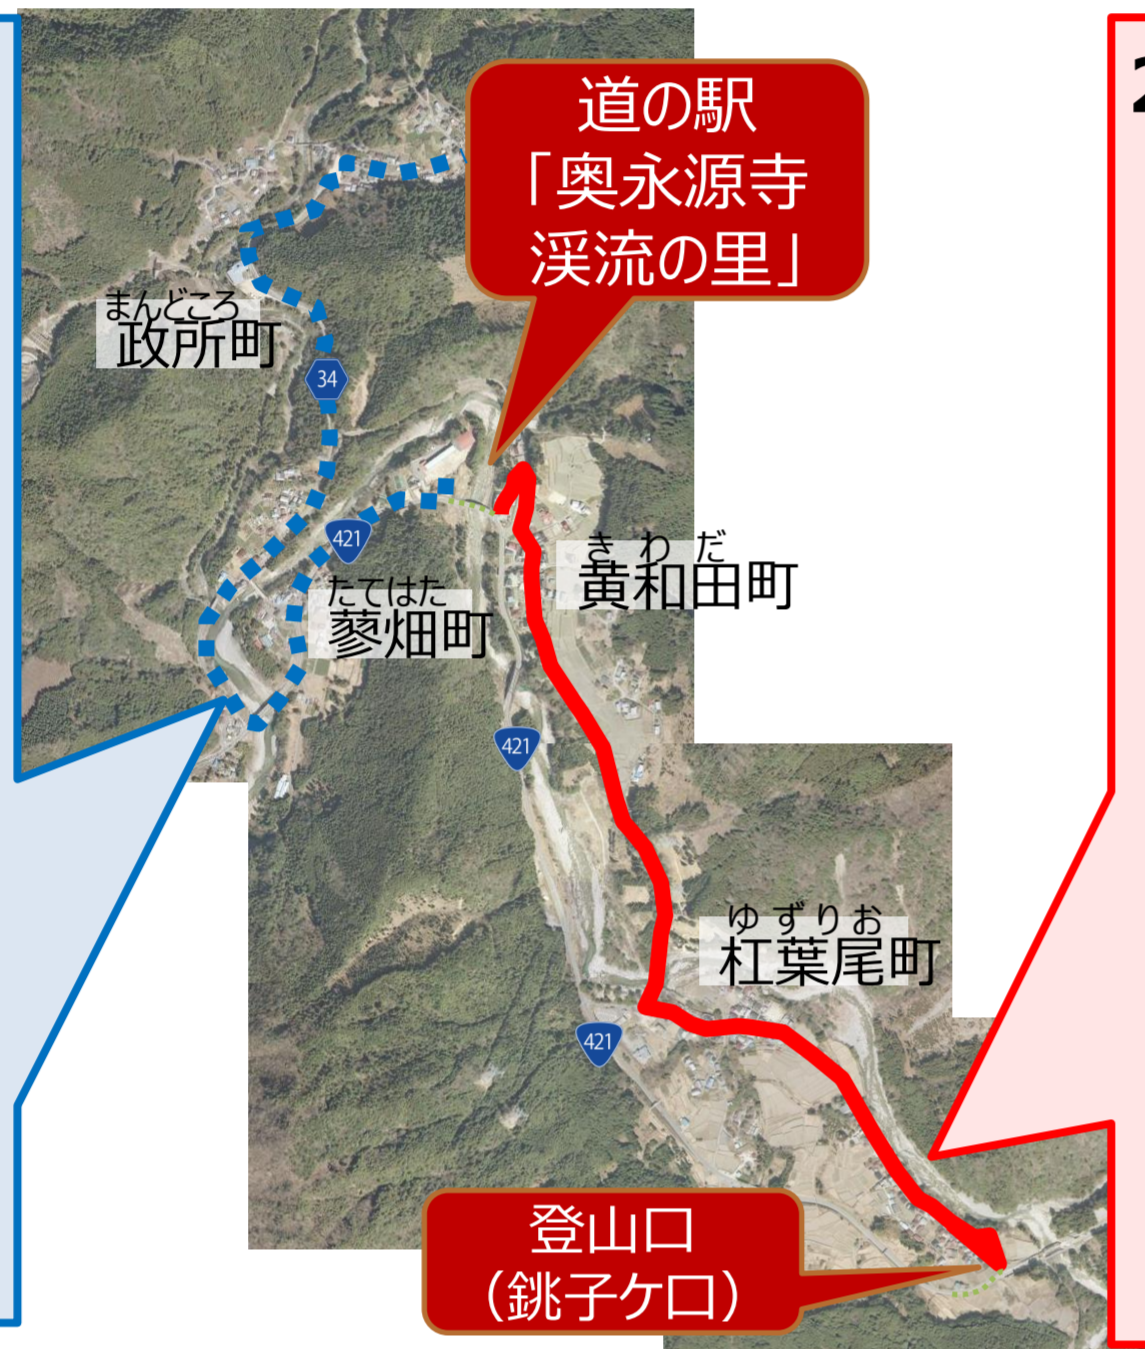 2
道の駅
「奥永源寺
渓流の里」
まんどころ
政所町
34
421
きわだ
黄和田町
たてはた
蓼畑町
421
ゆずりお
杠葉尾町
421
登山口
（銚子ケ口）